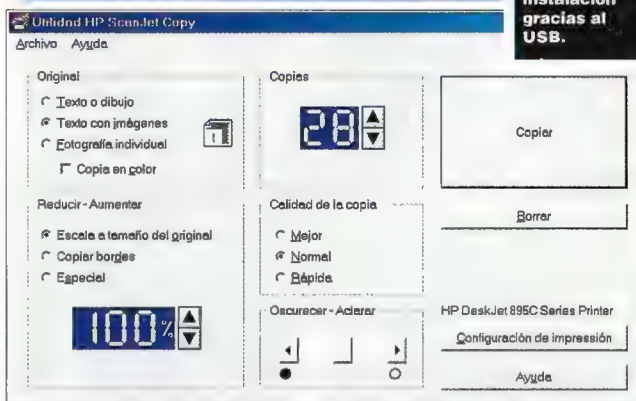 instalación
gracias al
USB.
Utilidad HP ScanJet Copy
Archivo Ayuda
Original
Texto o dibujo
Texto con imágenes
Fotografía individual
Copia en color
1
Copias
28
Copiar
Borrar
Reducir - Aumentar
Escala a tamaño del original
Copiar bordes
Especial
100%
Calidad de la copia
Mejor
Normal
Rápida
Oscurecer - Aclarar
HP DeskJet 895C Series Printer
Configuración de impresión
Ayuda